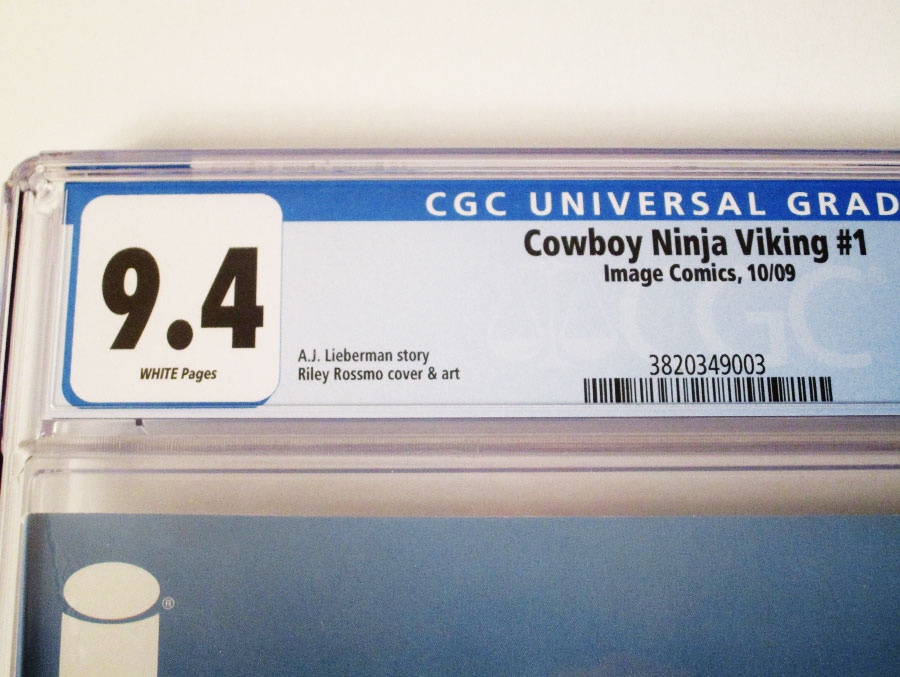 CGC UNIVERSAL GRAD
9.4
WHITE Pages
Cowboy Ninja Viking #1
Image Comics, 10/09
CGC®
A.J. Lieberman story
Riley Rossmo cover & art
3820349003
i®